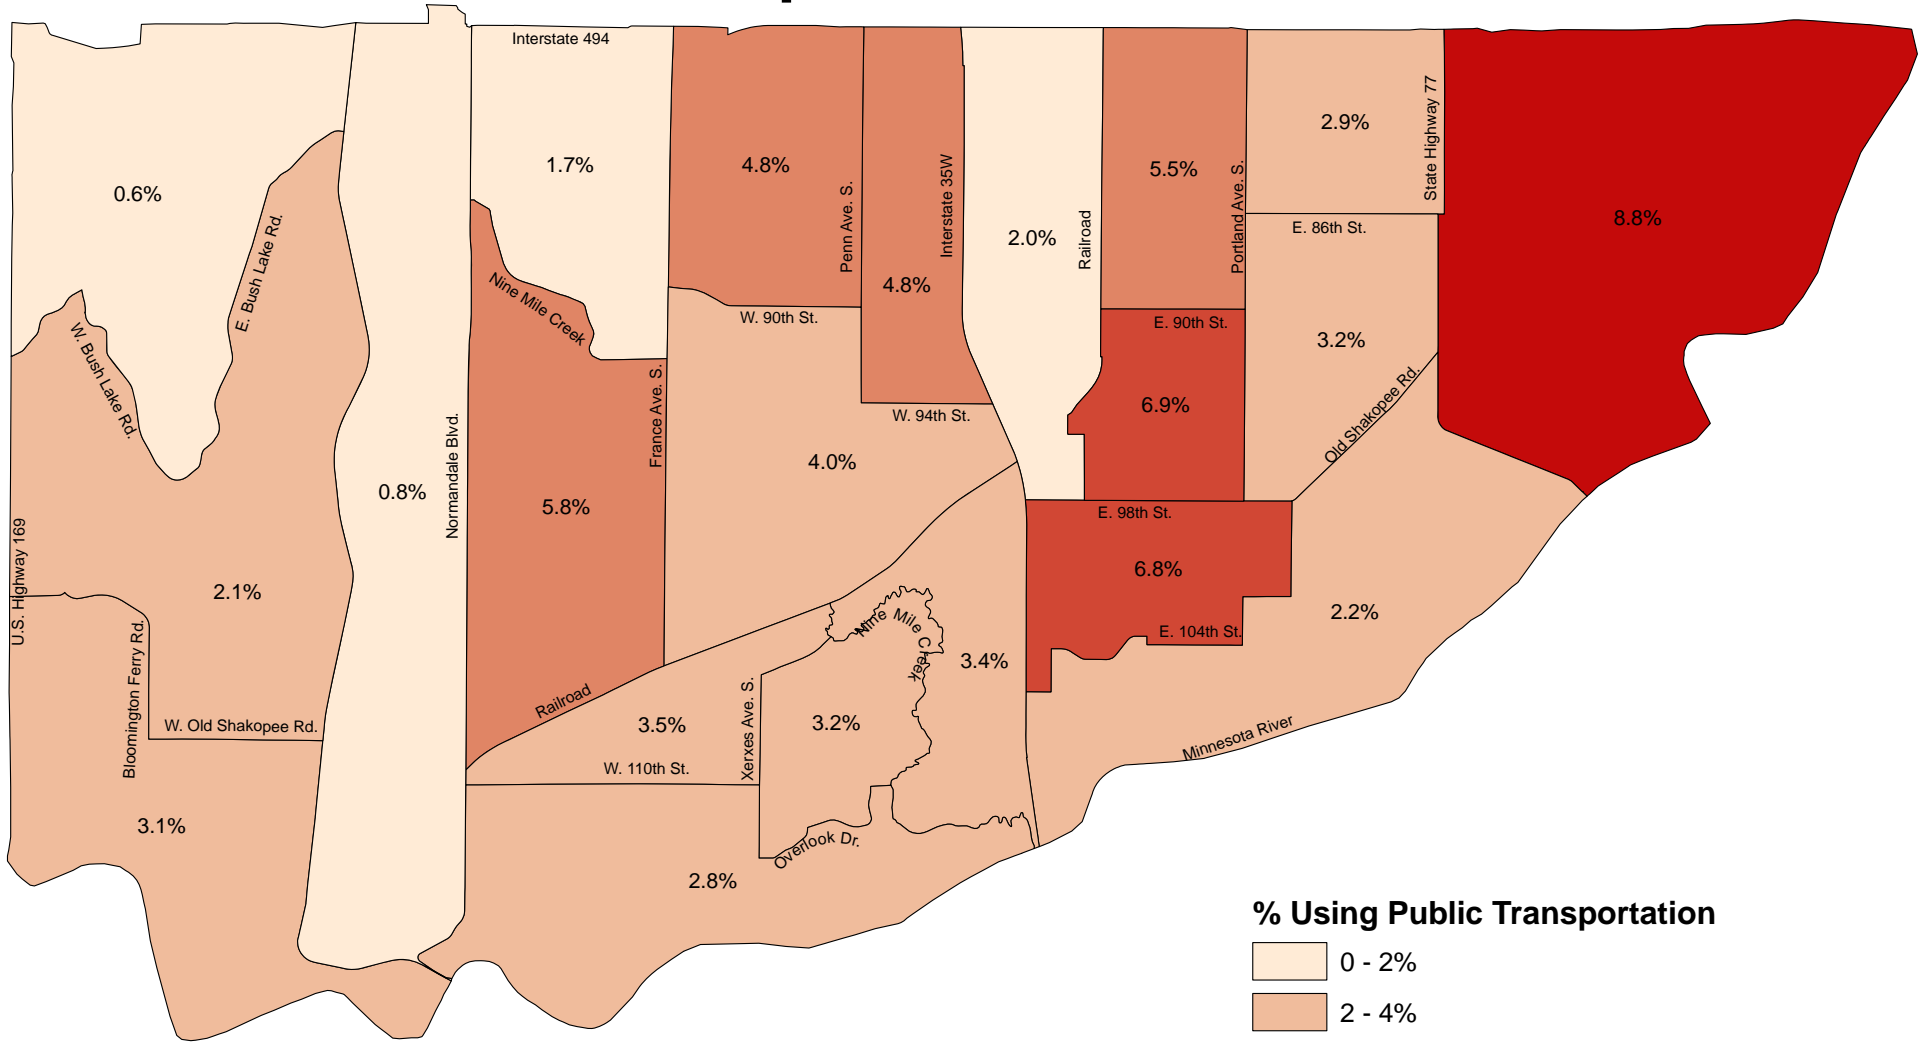 Interstate 494
0.6%
1.7%
4.8%
Penn Ave. S.
Interstate 35W
4.8%
2.0%
Railroad
5.5%
Portland Ave. S.
2.9%
State Highway 77
E. 86th St.
8.8%
E. Bush Lake Rd.
W. Bush Lake Rd.
Nine Mile Creek
W. 90th St.
E. 90th St.
3.2%
Old Shakopee Rd.
France Ave. S.
W. 94th St.
6.9%
Normandale Blvd.
0.8%
4.0%
5.8%
E. 98th St.
U.S. Highway 169
2.1%
6.8%
2.2%
E. 104th St.
Nine Mile Creek
3.4%
Bloomington Ferry Rd.
W. Old Shakopee Rd.
Railroad
3.5%
Xerxes Ave. S.
3.2%
Minnesota River
W. 110th St.
3.1%
Overlook Dr.
2.8%
% Using Public Transportation
0 - 2%
2 - 4%